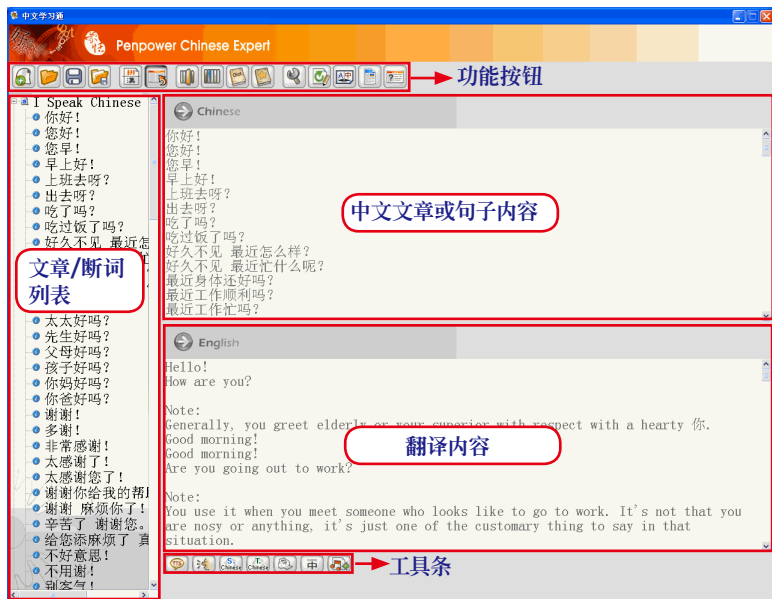 中文学习通
Penpower Chinese Expert
功能按钮
I Speak Chinese
你好!
您好!
您早!
早上好!
上班去呀?
出去呀?
吃了吗?
吃过饭了吗?
好久不见 最近怎
文章/断词
列表
太太好吗?
先生好吗?
父母好吗?
孩子好吗?
你妈好吗?
你爸好吗?
谢谢!
多谢!
非常感谢!
太感谢了!
太感谢您了!
谢谢你给我的帮
谢谢 麻烦你了!
辛苦了 谢谢您。
给您添麻烦了 真
不好意思!
不用谢!
别客气!
Chinese
你好!
您好!
您早!
早上好!
上班去呀?
出去呀?
吃了吗?
吃过饭了吗?
好久不见 最近怎么样?
好久不见 最近忙什么呢?
最近身体还好吗?
最近工作顺利吗?
最近工作忙吗?
中文文章或句子内容
English
Hello!
How are you?
Note:
Generally, you greet elderly or your superior with respect with a hearty 你.
Good morning!
Good morning!
Are you going out to work?
翻译内容
Note:
You use it when you meet someone who looks like to go to work. It's not that you
are nosy or anything, it's just one of the customary thing to say in that
situation.
S Chinese
T Chinese
中
工具条